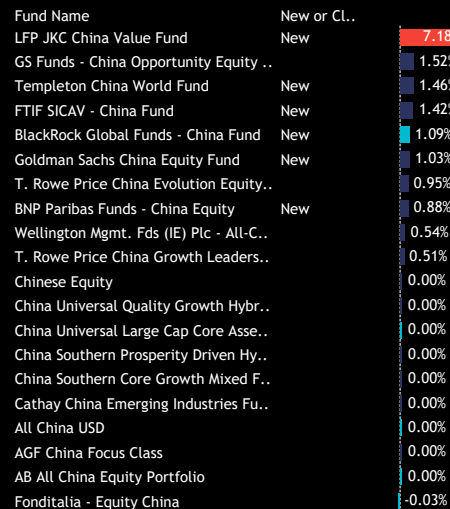 Fund Name New or Cl..
LFP JKC China Value Fund New 7.18
GS Funds - China Opportunity Equity .. 1.52%
Templeton China World Fund New 1.46%
FTIF SICAV - China Fund New 1.42%
BlackRock Global Funds - China Fund New 1.09%
Goldman Sachs China Equity Fund New 1.03%
T. Rowe Price China Evolution Equity.. 0.95%
BNP Paribas Funds - China Equity New 0.88%
Wellington Mgmt. Fds (IE) Plc - All-C.. 0.54%
T. Rowe Price China Growth Leaders.. 0.51%
Chinese Equity 0.00%
China Universal Quality Growth Hybr.. 0.00%
China Universal Large Cap Core Asse.. 0.00%
China Southern Prosperity Driven Hy.. 0.00%
China Southern Core Growth Mixed F.. 0.00%
Cathay China Emerging Industries Fu.. 0.00%
All China USD 0.00%
AGF China Focus Class 0.00%
AB All China Equity Portfolio 0.00%
Fonditalia - Equity China -0.03%